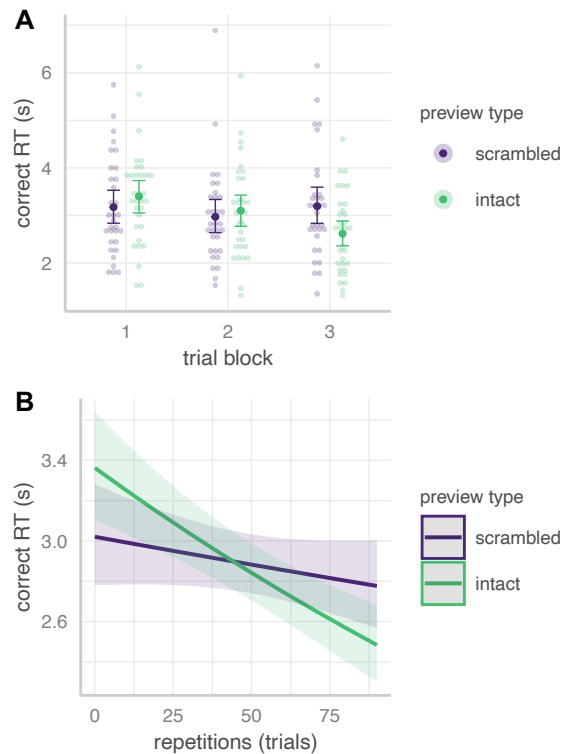 A
correct RT (s)
6
4
2
1
2
3
trial block
preview type
scrambled
intact
B
correct RT (s)
3.4
3.0
2.6
0
25
50
75
repetitions (trials)
preview type
scrambled
intact